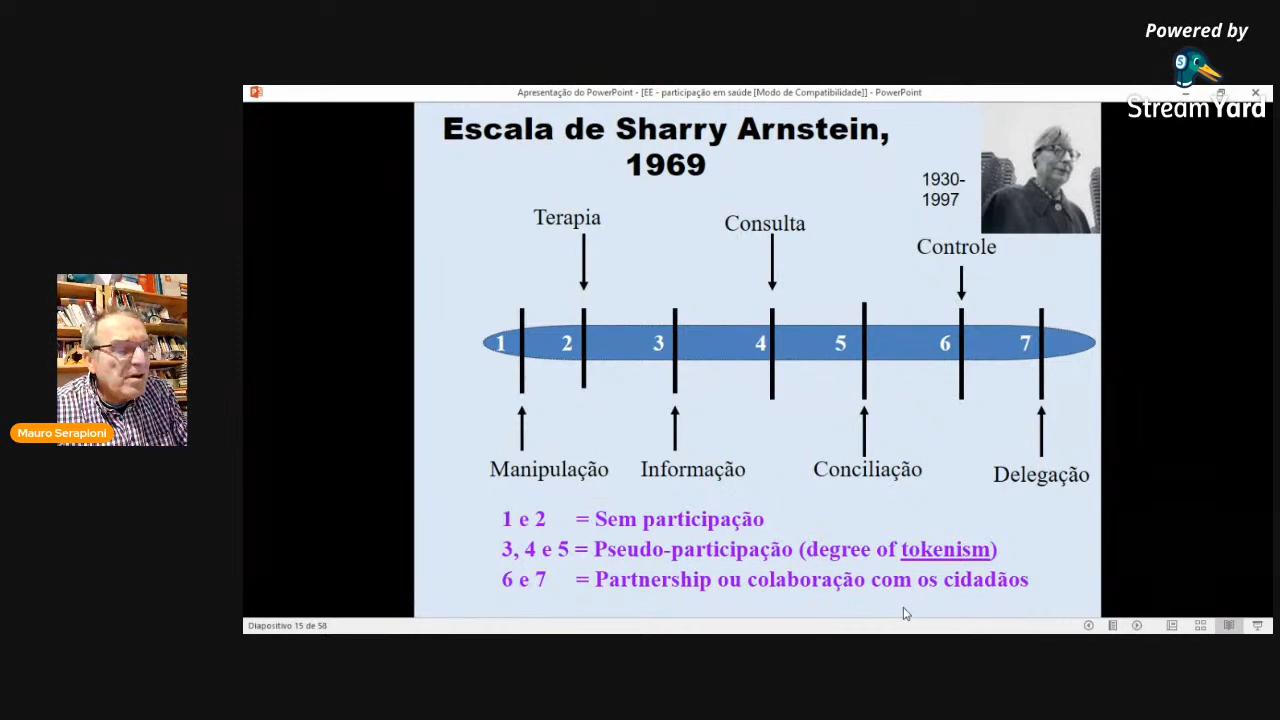 Powered by
StreamYard
Apresentação do PowerPoint - [EE - participação em saúde [Modo de Compatibilidade]] - PowerPoint
Escala de Sharry Arnstein,
1969
1930-
1997
Terapia
Consulta
Controle
1 2 3 4 5 6 7
Manipulação
Informação
Conciliação
Delegação
1 e 2 = Sem participação
3, 4 e 5 = Pseudo-participação (degree of tokenism)
6 e 7 = Partnership ou colaboração com os cidadãos
Mauro Serapioni
Diapositivo 15 de 58